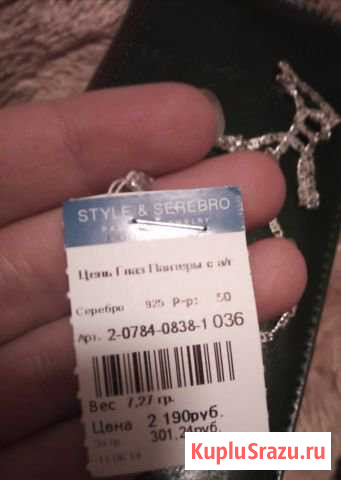 STYLE & SEREBRO
Цепь Глаз Пантеры с а/г
Серебро 925 Р-р: 50
Арт. 2-0784-0838-1 036
Вес 7,27 гр.
Цена 2 190руб.
301.24руб.
KupluSrazu.ru